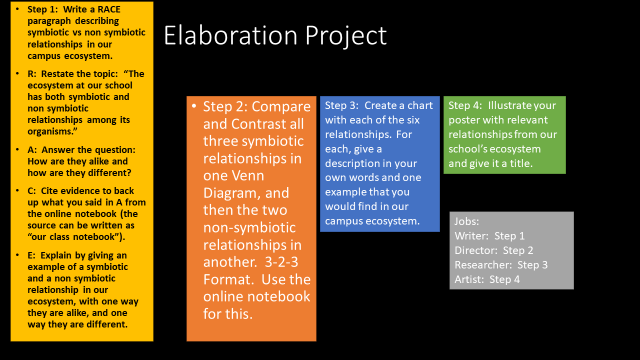 Elaboration Project
• Step 1: Write a RACE
paragraph describing
symbiotic vs non symbiotic
relationships in our
campus ecosystem.
• R: Restate the topic: “The
ecosystem at our school
has both symbiotic and
non symbiotic
relationships among its
organisms.”
• A: Answer the question:
How are they alike and
how are they different?
• C: Cite evidence to back
up what you said in A from
the online notebook (the
source can be written as
“our class notebook”).
• E: Explain by giving an
example of a symbiotic
and a non symbiotic
relationship in our
ecosystem, with one way
they are alike, and one
way they are different.
• Step 2: Compare
and Contrast all
three symbiotic
relationships in
one Venn
Diagram, and
then the two
non-symbiotic
relationships in
another. 3-2-3
Format. Use the
online notebook
for this.
Step 3: Create a chart
with each of the six
relationships. For
each, give a
description in your
own words and one
example that you
would find in our
campus ecosystem.
Step 4: Illustrate your
poster with relevant
relationships from our
school’s ecosystem
and give it a title.
Jobs:
Writer: Step 1
Director: Step 2
Researcher: Step 3
Artist: Step 4